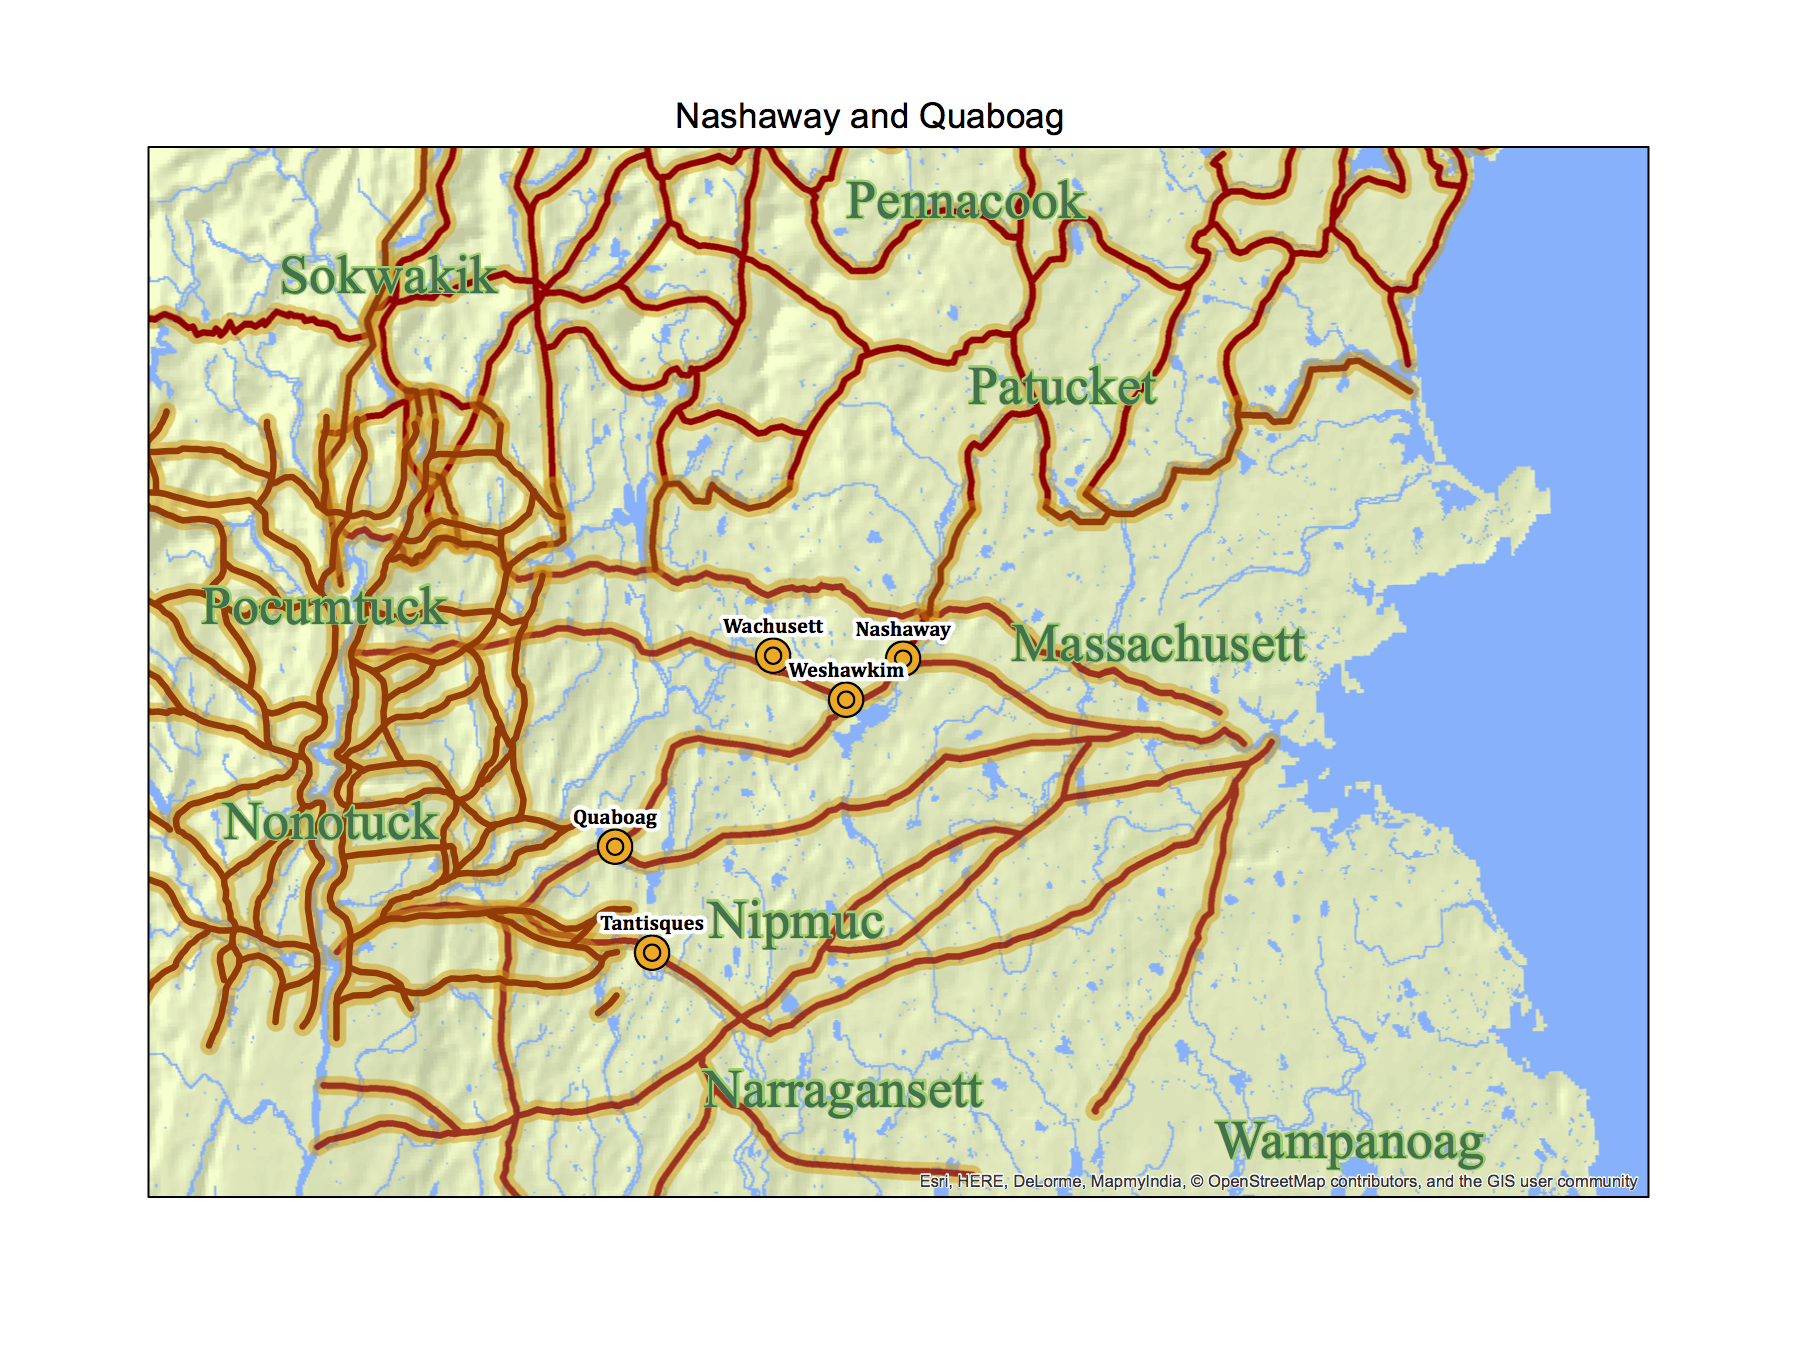 Nashaway and Quaboag
Pennacook
Sokwakik
Patucket
Pocumtuck
Wachusett
Nashaway
Massachusett
Weshawkim
Nonotuck
Quaboag
Tantisques
Nipmuc
Narragansett
Wampanoag
Esri, HERE, DeLorme, MapmyIndia, © OpenStreetMap contributors, and the GIS user community